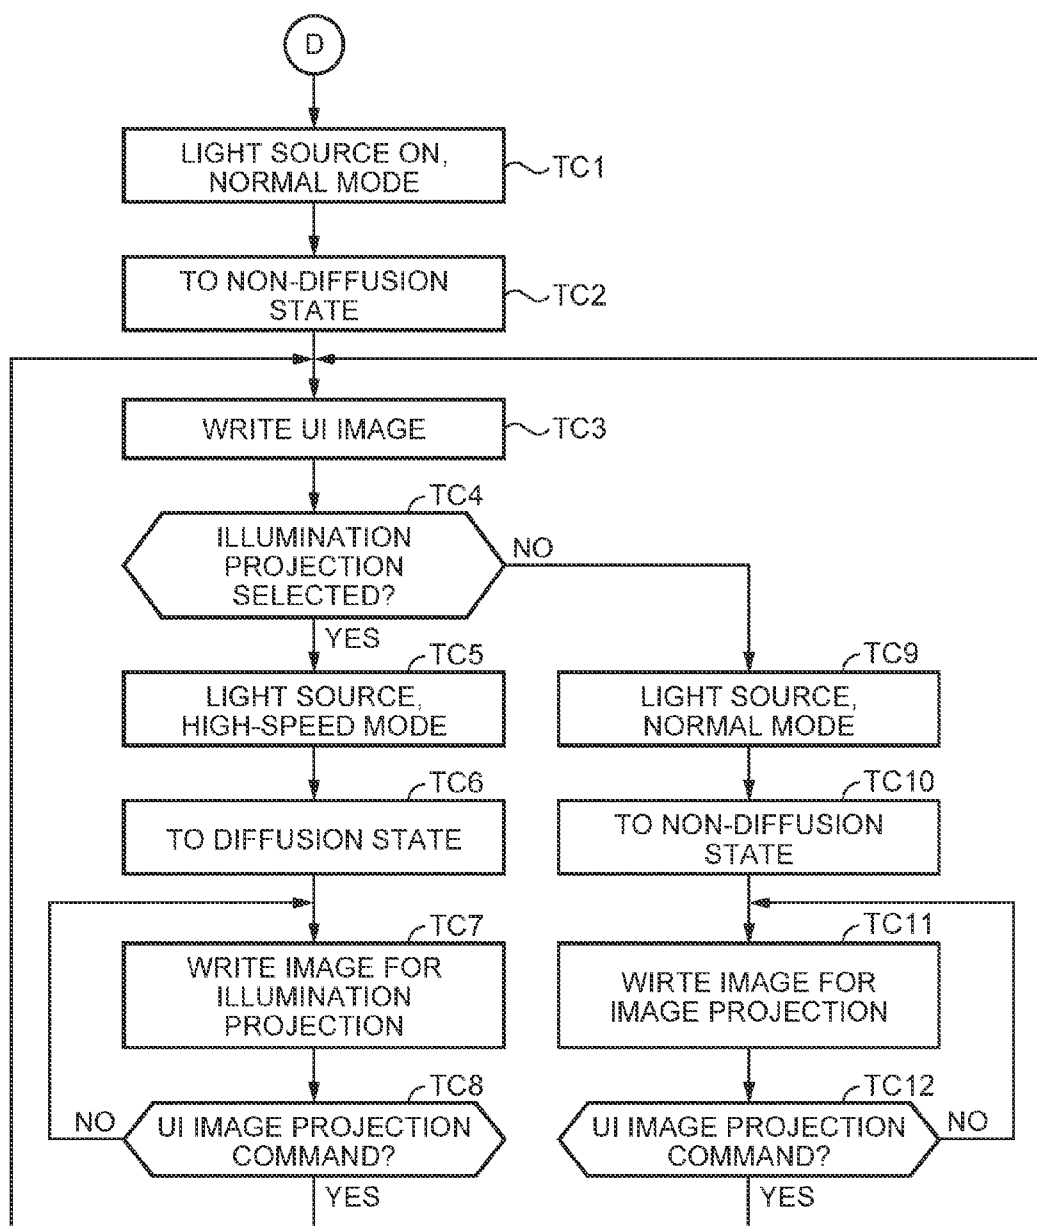 D
LIGHT SOURCE ON,
NORMAL MODE
TC1
TO NON-DIFFUSION
STATE
TC2
WRITE UI IMAGE
TC3
TC4
ILLUMINATION
PROJECTION
SELECTED?
NO
YES
TC5
LIGHT SOURCE,
HIGH-SPEED MODE
TC9
LIGHT SOURCE,
NORMAL MODE
TC6
TO DIFFUSION STATE
TC10
TO NON-DIFFUSION
STATE
TC7
WRITE IMAGE FOR
ILLUMINATION
PROJECTION
TC11
WIRTE IMAGE FOR
IMAGE PROJECTION
TC8
NO
UI IMAGE PROJECTION
COMMAND?
YES
TC12
UI IMAGE PROJECTION
COMMAND?
NO
YES